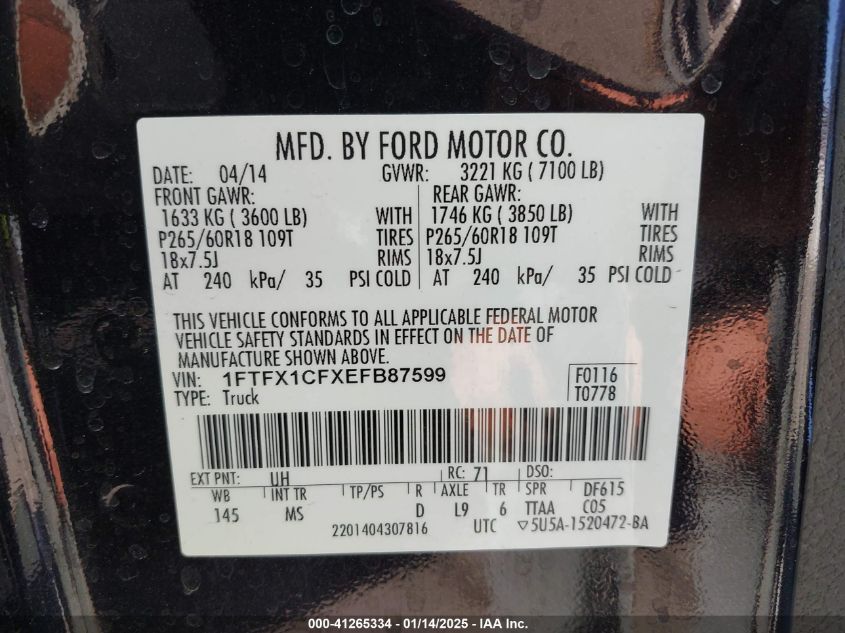 MFD. BY FORD MOTOR CO.
DATE: 04/14 GVWR: 3221 KG ( 7100 LB)
FRONT GAWR: REAR GAWR:
1633 KG ( 3600 LB) WITH 1746 KG ( 3850 LB) WITH
P265/60R18 109T TIRES P265/60R18 109T TIRES
18x7.5J RIMS 18x7.5J RIMS
AT 240 kPa/ 35 PSI COLD AT 240 kPa/ 35 PSI COLD
THIS VEHICLE CONFORMS TO ALL APPLICABLE FEDERAL MOTOR
VEHICLE SAFETY STANDARDS IN EFFECT ON THE DATE OF
MANUFACTURE SHOWN ABOVE.
VIN: 1FTFX1CFXEFB87599 F0116
TYPE: Truck T0778
EXT PNT: UH RC: 71 DSO:
WB INT TR TP/PS R AXLE TR SPR DF615
145 MS D L9 6 TTAA C05
2201404307816 UTC ▽5U5A-1520472-BA
000-41265334 - 01/14/2025 - IAAI Inc.